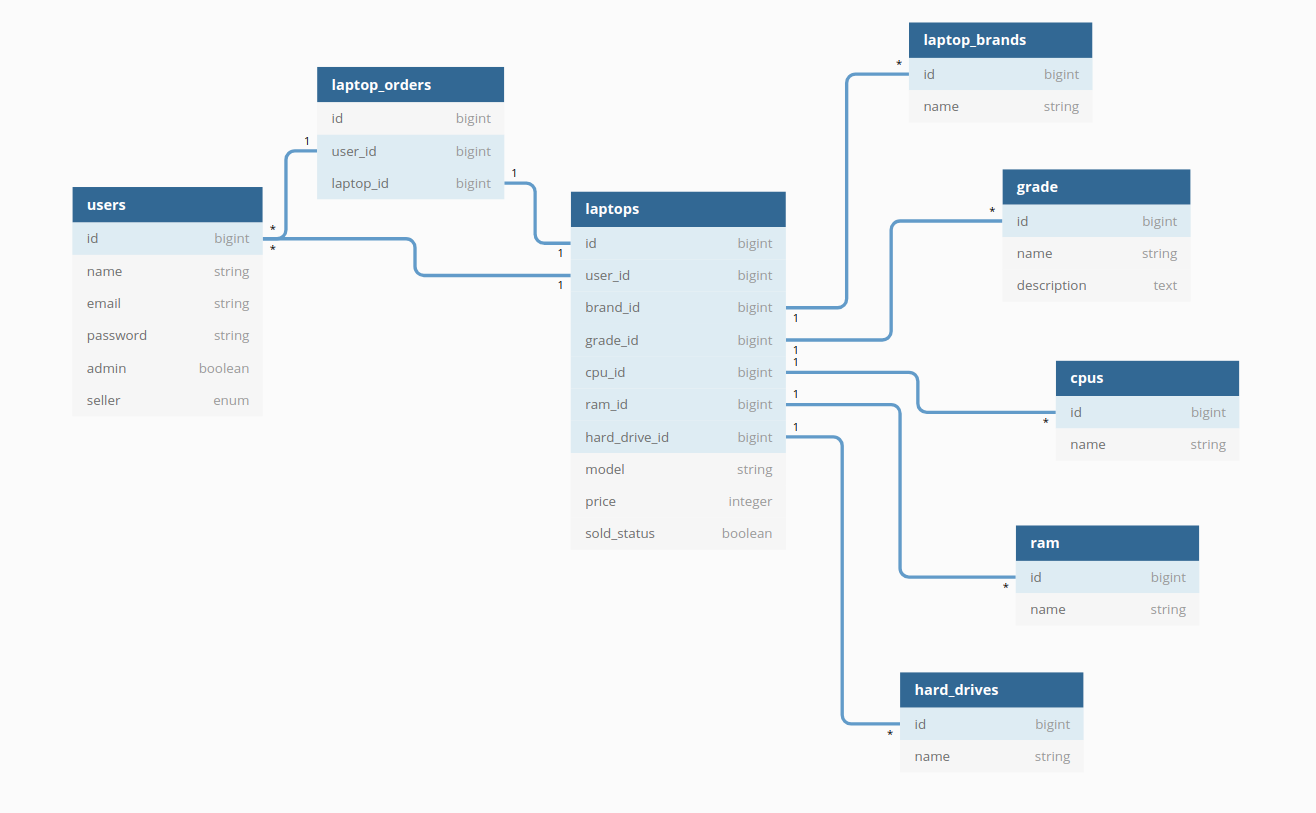 laptop_brands
* id bigint
name string
laptop_orders
id bigint
1 user_id bigint
laptop_id bigint 1
users
id bigint *
*
name string
email string
password string
admin boolean
seller enum
laptops
id bigint
1
user_id bigint
1
brand_id bigint
1
grade_id bigint
1
cpu_id bigint
1
ram_id bigint
1
hard_drive_id bigint
1
model string
price integer
sold_status boolean
grade
* id bigint
name string
description text
cpus
id bigint
*
name string
ram
id bigint
*
name string
hard_drives
id bigint
*
name string